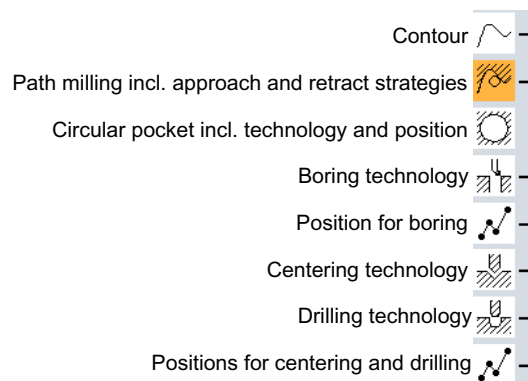 Contour
Path milling incl. approach and retract strategies
Circular pocket incl. technology and position
Boring technology
Position for boring
Centering technology
Drilling technology
Positions for centering and drilling